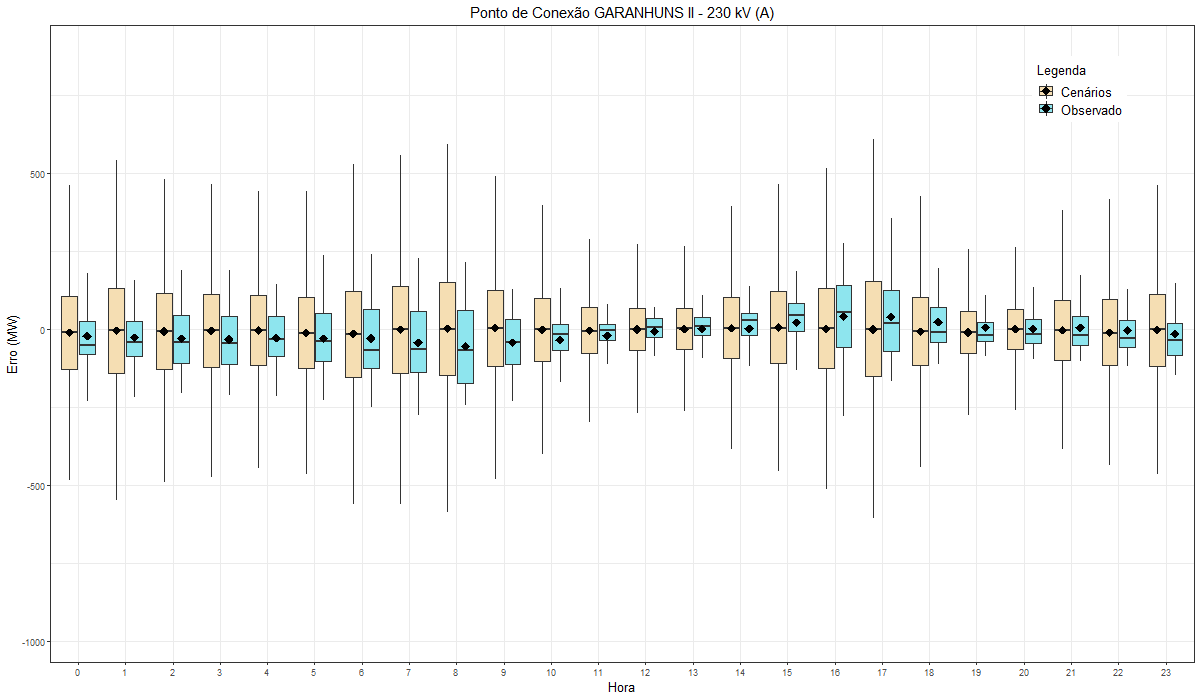 Ponto de Conexão GARANHUNS II - 230 kV (A)
Legenda
Cenários
Observado
Erro (MW)
500
0
-500
-1000
0 1 2 3 4 5 6 7 8 9 10 11 12 13 14 15 16 17 18 19 20 21 22 23
Hora